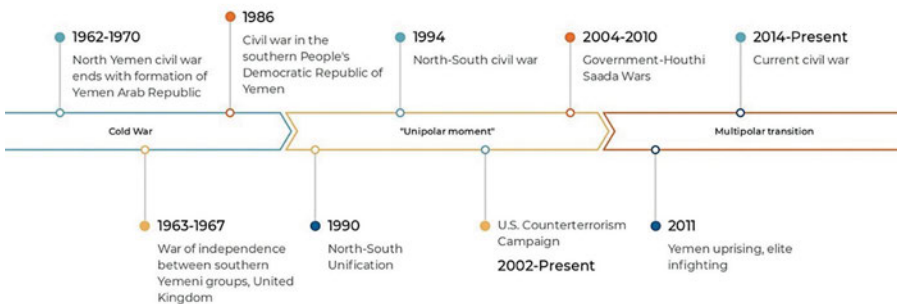 1962-1970
North Yemen civil war
ends with formation of
Yemen Arab Republic
1986
Civil war in the
southern People's
Democratic Republic of
Yemen
1994
North-South civil war
2004-2010
Government-Houthi
Saada Wars
2014-Present
Current civil war
Cold War
"Unipolar moment"
Multipolar transition
1963-1967
War of independence
between southern
Yemeni groups, United
Kingdom
1990
North-South
Unification
U.S. Counterterrorism
Campaign
2002-Present
2011
Yemen uprising, elite
infighting